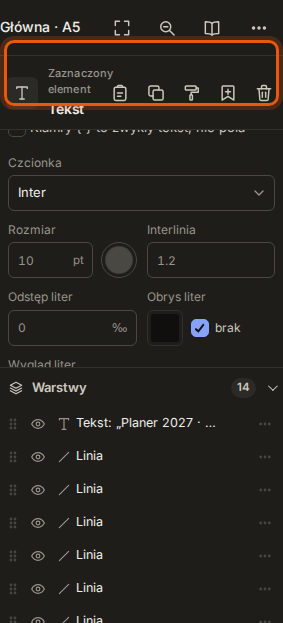 Główna · A5
Zaznaczony
element
Tekst
Klamry { } to zwykły tekst, nie pola
Czcionka
Inter
Rozmiar
Interlinia
10 pt
1.2
Odstęp liter
Obrys liter
0 ‰
brak
Wygląd liter
Warstwy
14
Tekst: „Planer 2027 · ...
Linia
Linia
Linia
Linia
Linia
Linia